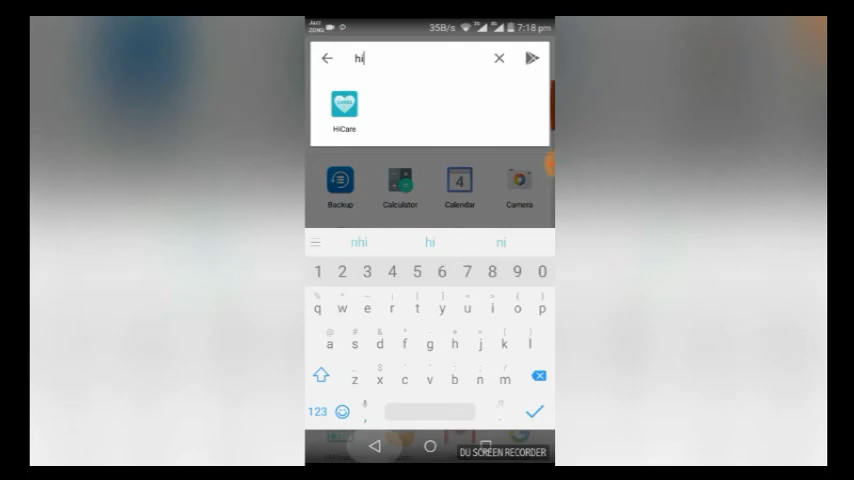 Jazz
ZONG
35B/s
7:18 pm
hi
HiCare
Backup
Calculator
4
Calendar
Camera
nhi hi ni
1 2 3 4 5 6 7 8 9 0
q w e r t y u i o p
a s d f g h j k l
z x c v b n m
123
DU SCREEN RECORDER